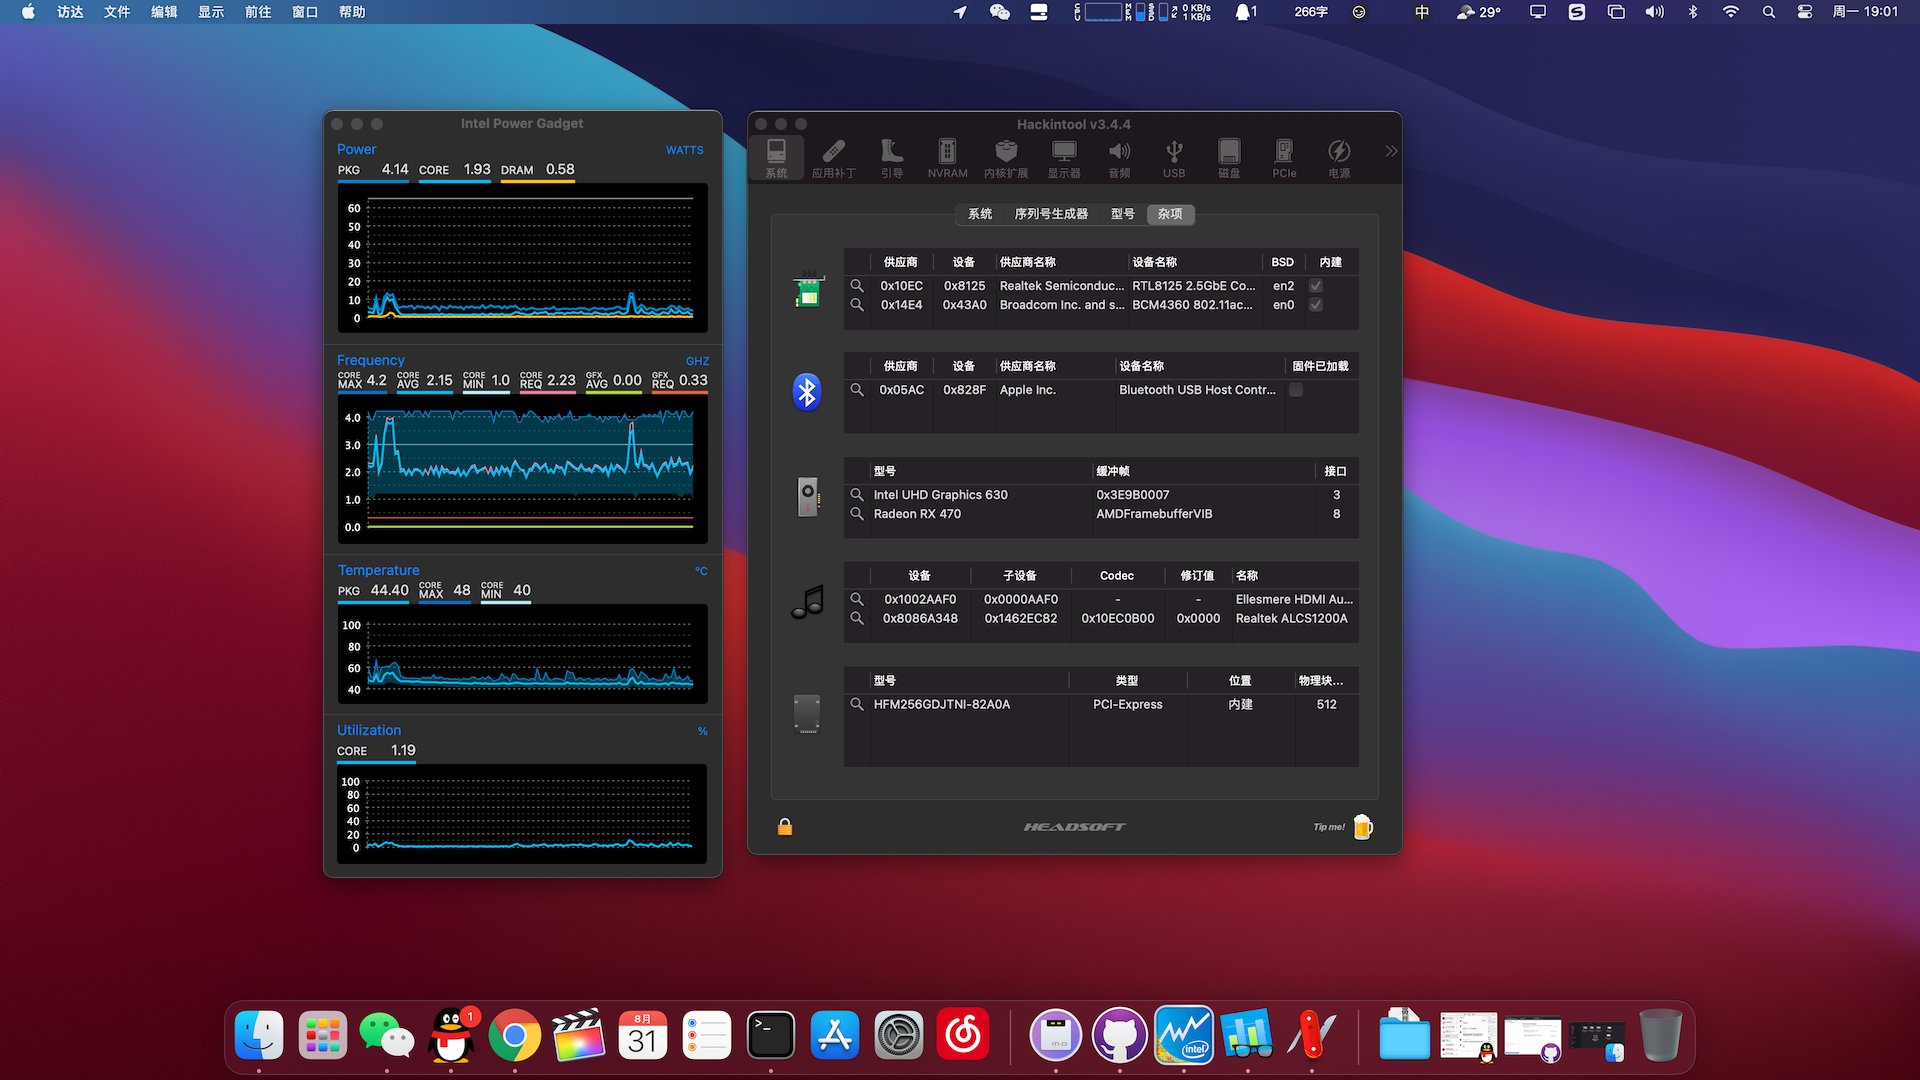 访达 文件 编辑 显示 前往 窗口 帮助
CPU MEM SSD 0 KB/s 1 KB/s 1 266字 中 29° 周一 19:01
Intel Power Gadget
Power WATTS
PKG 4.14 CORE 1.93 DRAM 0.58
60
50
40
30
20
10
0
Frequency GHZ
CORE MAX 4.2 CORE AVG 2.15 CORE MIN 1.0 CORE REQ 2.23 GFX AVG 0.00 GFX REQ 0.33
4.0
3.0
2.0
1.0
0.0
Temperature °C
PKG 44.40 CORE MAX 48 CORE MIN 40
100
80
60
40
Utilization %
CORE 1.19
100
80
60
40
20
0
Hackintool v3.4.4
系统 应用补丁 引导 NVRAM 内核扩展 显示器 音频 USB 磁盘 PCIe 电源
系统 序列号生成器 型号 杂项
供应商 设备 供应商名称 设备名称 BSD 内建
0x10EC 0x8125 Realtek Semiconduc... RTL8125 2.5GbE Co... en2
0x14E4 0x43A0 Broadcom Inc. and s... BCM4360 802.11ac... en0
供应商 设备 供应商名称 设备名称 固件已加载
0x05AC 0x828F Apple Inc. Bluetooth USB Host Contr...
型号 缓冲帧 接口
Intel UHD Graphics 630 0x3E9B0007 3
Radeon RX 470 AMDFramebufferVIB 8
设备 子设备 Codec 修订值 名称
0x1002AAF0 0x0000AAF0 - - Ellesmere HDMI Au...
0x8086A348 0x1462EC82 0x10EC0B00 0x0000 Realtek ALCS1200A
型号 类型 位置 物理块...
HFM256GDJTNI-82A0A PCI-Express 内建 512
HEADSOFT
Tip me!
1
8月
31
intel